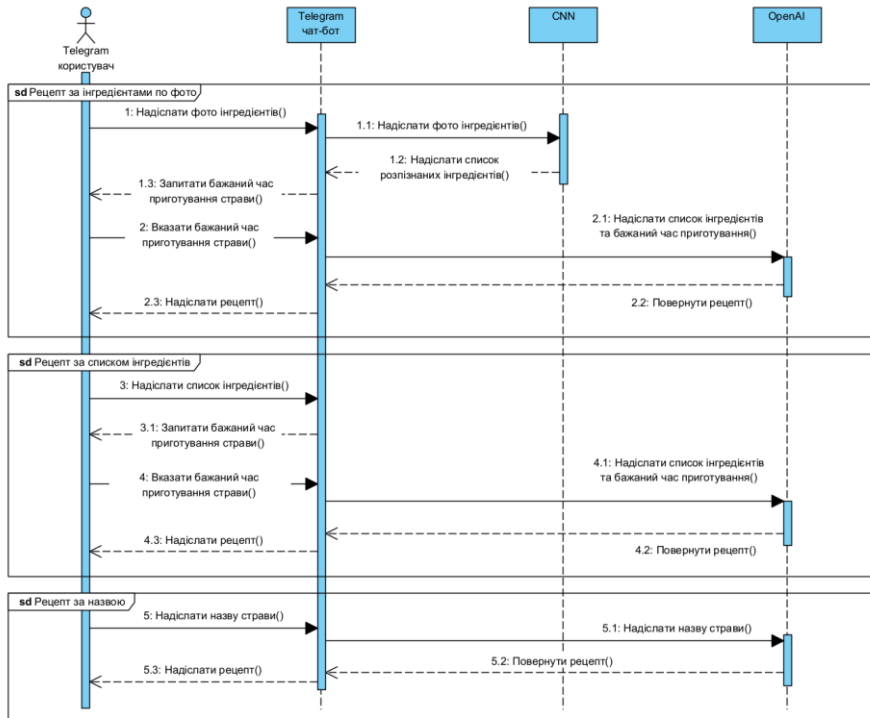 Telegram
користувач
Telegram
чат-бот
CNN
OpenAI
sd Рецепт за інгредієнтами по фото
1: Надіслати фото інгредієнтів()
1.1: Надіслати фото інгредієнтів()
1.2: Надіслати список
розпізнаних інгредієнтів()
1.3: Запитати бажаний час
приготування страви()
2: Вказати бажаний час
приготування страви()
2.1: Надіслати список інгредієнтів
та бажаний час приготування()
2.2: Повернути рецепт()
2.3: Надіслати рецепт()
sd Рецепт за списком інгредієнтів
3: Надіслати список інгредієнтів()
3.1: Запитати бажаний час
приготування страви()
4: Вказати бажаний час
приготування страви()
4.1: Надіслати список інгредієнтів
та бажаний час приготування()
4.2: Повернути рецепт()
4.3: Надіслати рецепт()
sd Рецепт за назвою
5: Надіслати назву страви()
5.1: Надіслати назву страви()
5.2: Повернути рецепт()
5.3: Надіслати рецепт()